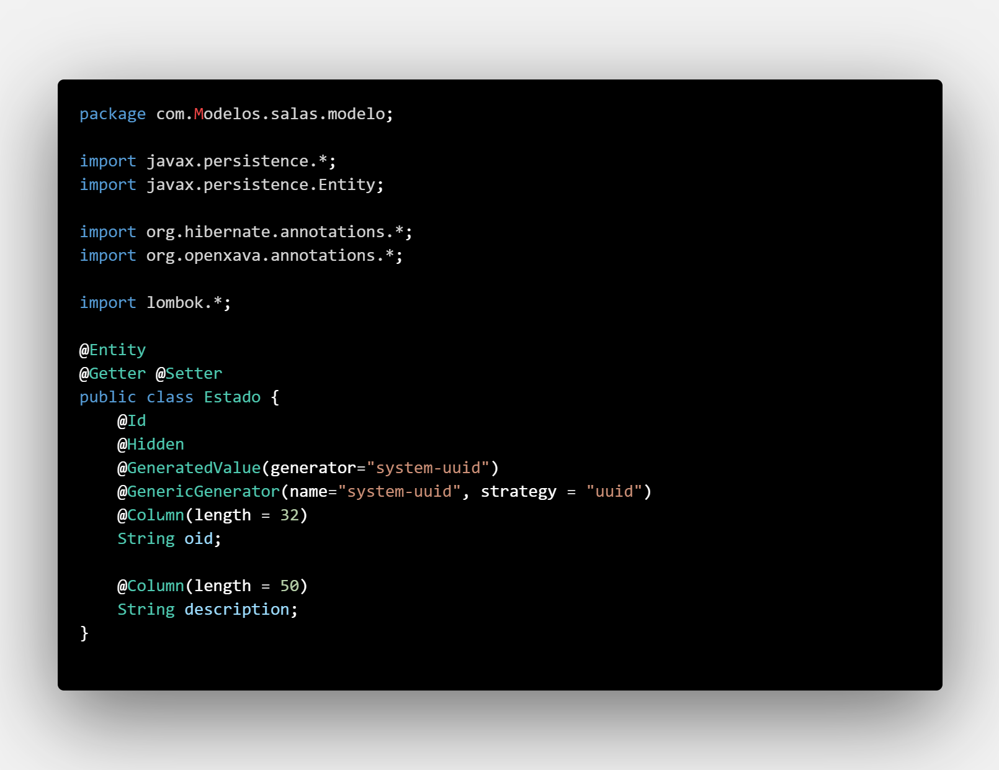 package com.Modelos.salas.modelo;
import javax.persistence.*;
import javax.persistence.Entity;
import org.hibernate.annotations.*;
import org.openxava.annotations.*;
import lombok.*;
@Entity
@Getter @Setter
public class Estado {
@Id
@Hidden
@GeneratedValue(generator="system-uuid")
@GenericGenerator(name="system-uuid", strategy = "uuid")
@Column(length = 32)
String oid;
@Column(length = 50)
String description;
}